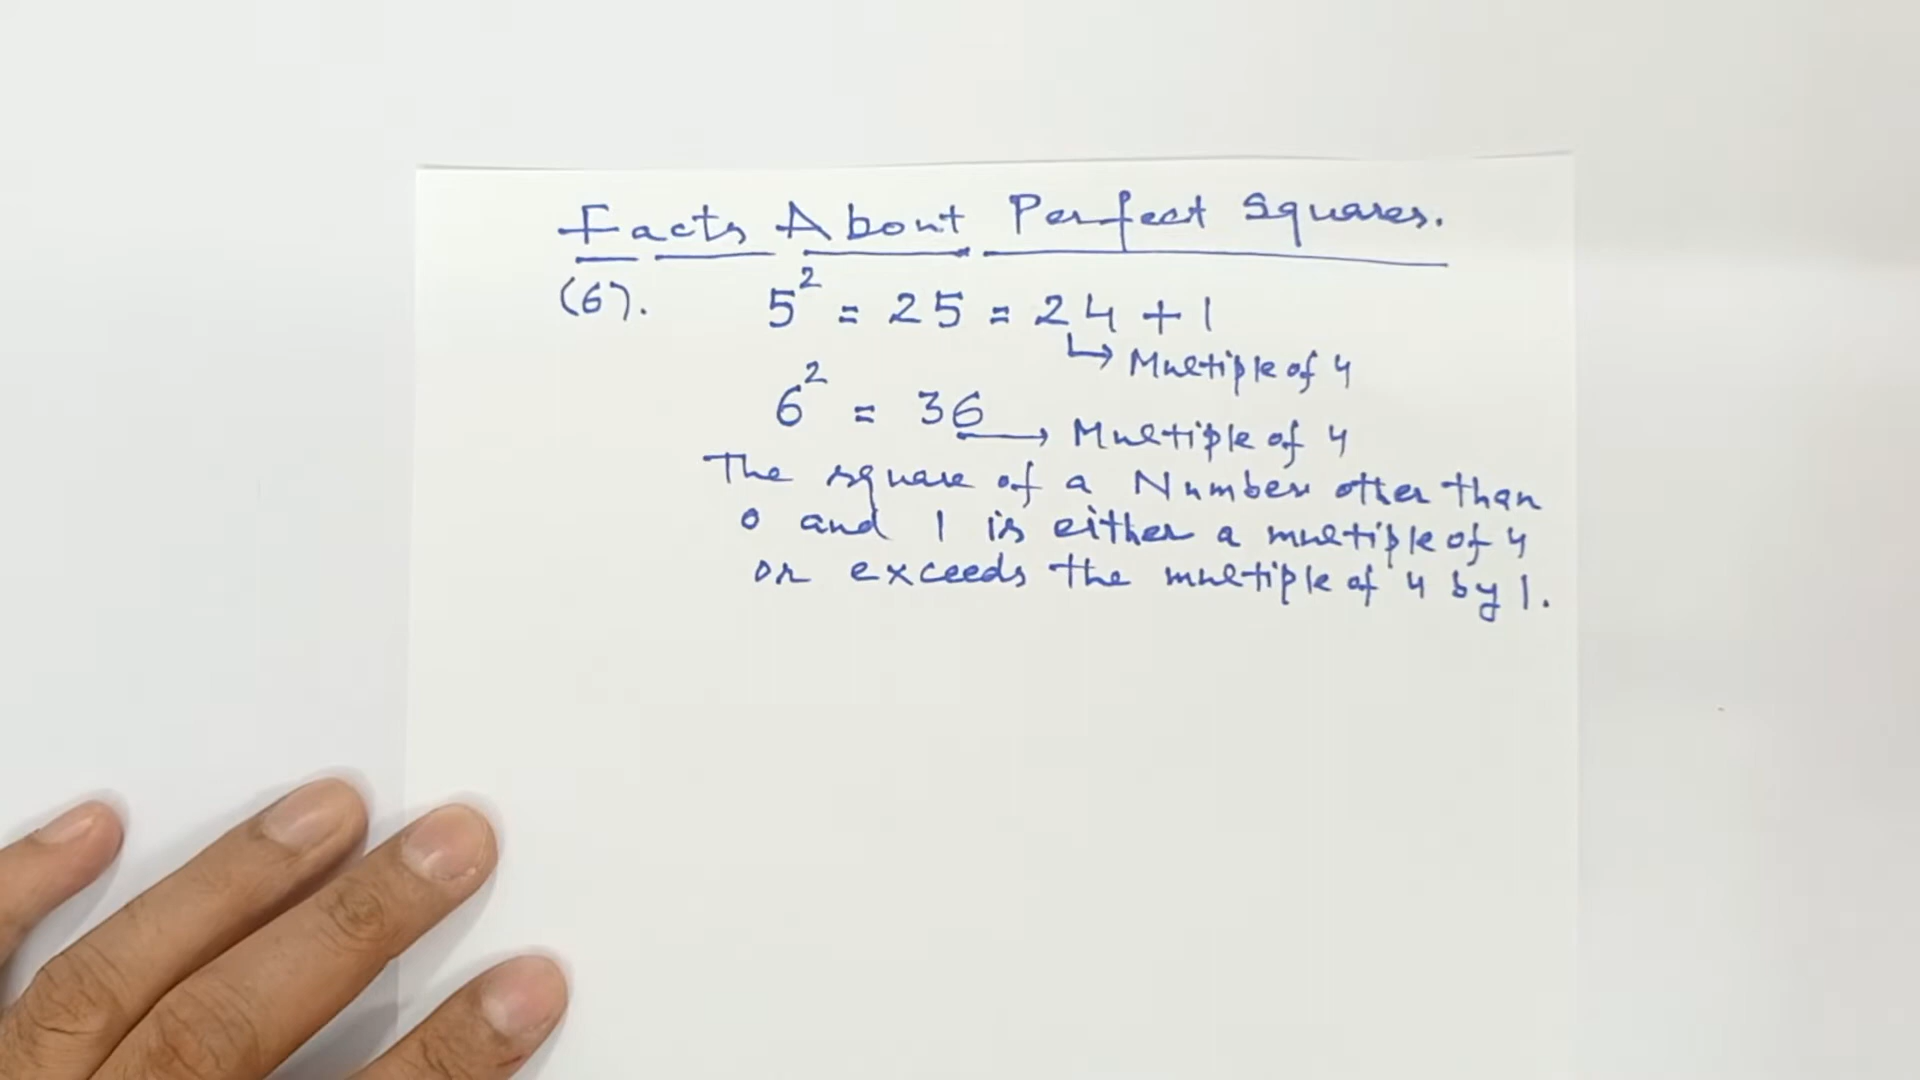 Facts About Perfect Squares.
(6). 5² = 25 = 24 + 1
↳ Multiple of 4
6² = 36 → Multiple of 4
The square of a Number other than
0 and 1 is either a multiple of 4
or exceeds the multiple of 4 by 1.